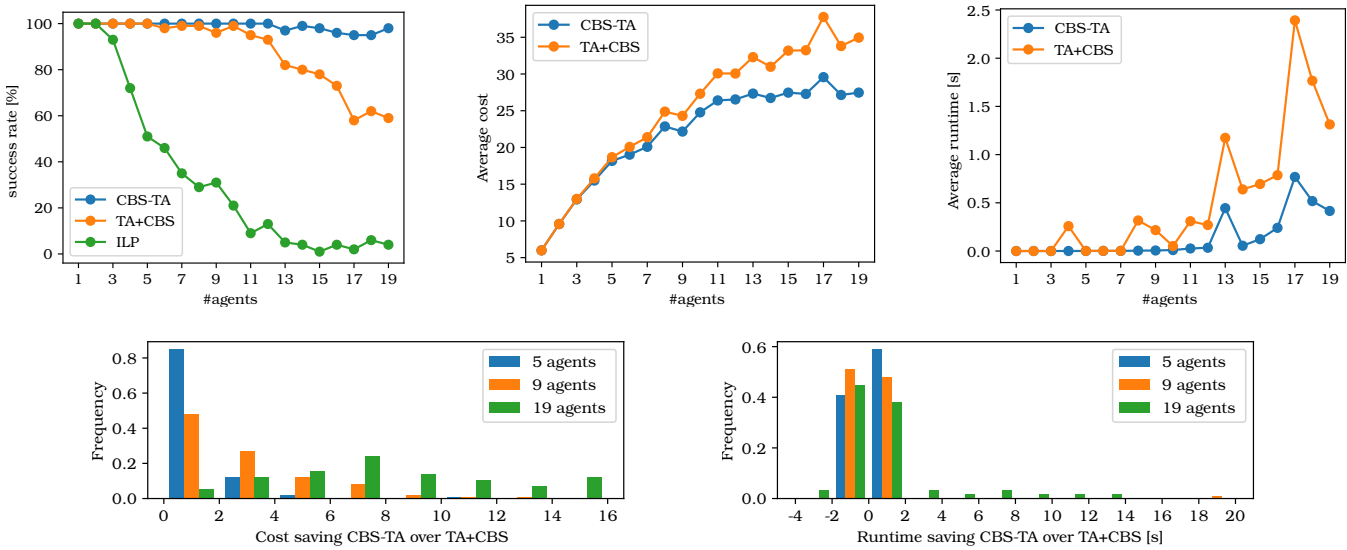 success rate [%]
100
80
60
40
20
0
CBS-TA
TA+CBS
ILP
1 3 5 7 9 11 13 15 17 19
#agents
Average cost
35
30
25
20
15
10
5
CBS-TA
TA+CBS
1 3 5 7 9 11 13 15 17 19
#agents
Average runtime [s]
2.5
2.0
1.5
1.0
0.5
0.0
CBS-TA
TA+CBS
1 3 5 7 9 11 13 15 17 19
#agents
Frequency
0.8
0.6
0.4
0.2
0.0
5 agents
9 agents
19 agents
0 2 4 6 8 10 12 14 16
Cost saving CBS-TA over TA+CBS
Frequency
0.6
0.4
0.2
0.0
5 agents
9 agents
19 agents
-4 -2 0 2 4 6 8 10 12 14 16 18 20
Runtime saving CBS-TA over TA+CBS [s]